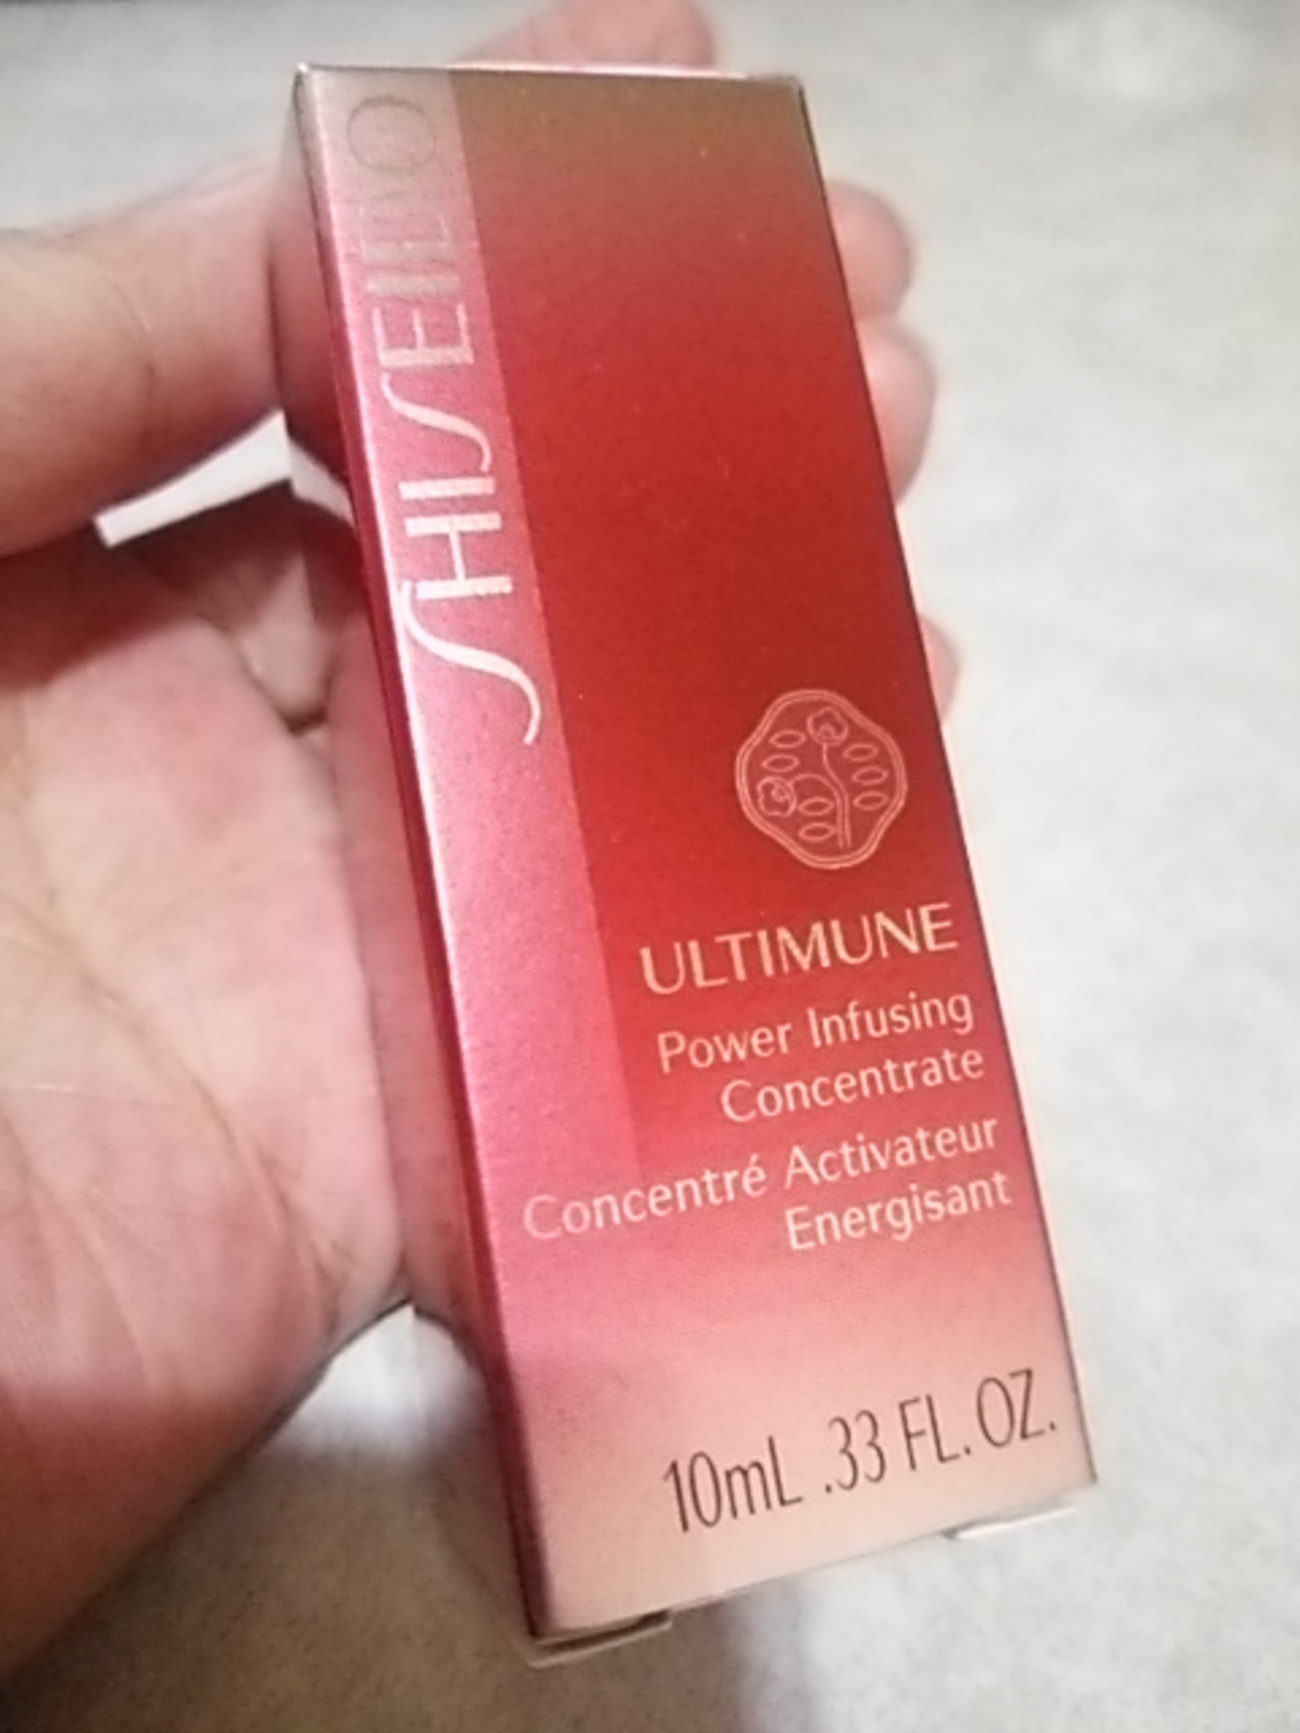 SHISEIDO
ULTIMUNE
Power Infusing
Concentrate
Concentré Activateur
Energisant
10mL .33 FL. OZ.